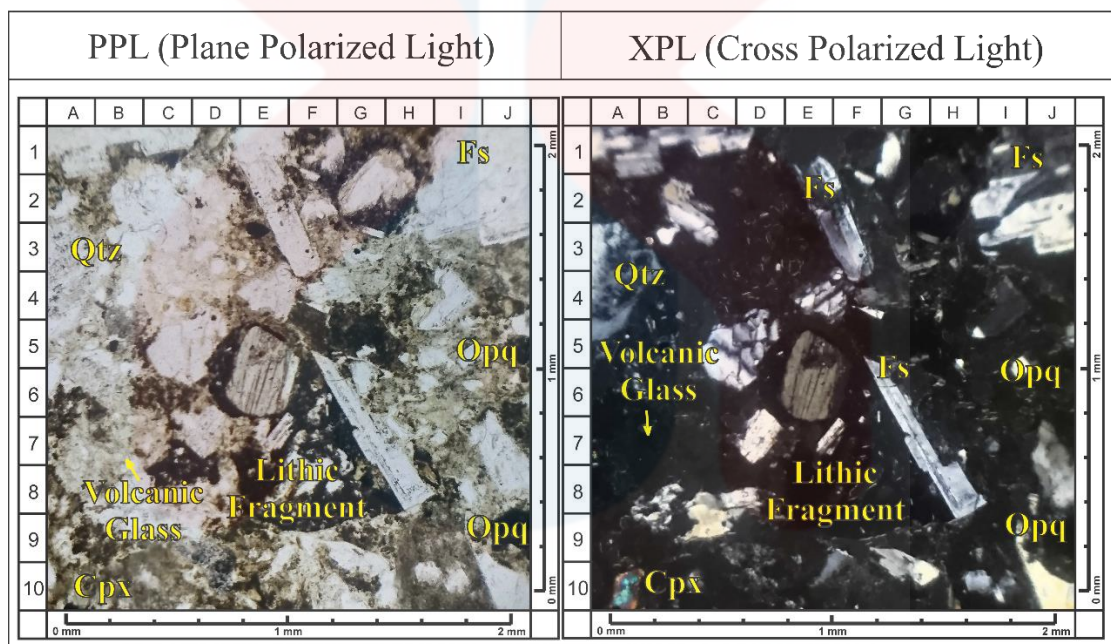 PPL (Plane Polarized Light)
XPL (Cross Polarized Light)
A B C D E F G H I J
1
2
3
4
5
6
7
8
9
10
Fs
Qtz
Opq
Volcanic
Glass
Lithic
Fragment
Opq
Cpx
2 mm
1 mm
0 mm
0 mm 1 mm 2 mm
A B C D E F G H I J
1
2
3
4
5
6
7
8
9
10
Fs
Fs
Qtz
Volcanic
Glass
Fs
Opq
Lithic
Fragment
Opq
Cpx
2 mm
1 mm
0 mm
0 mm 1 mm 2 mm